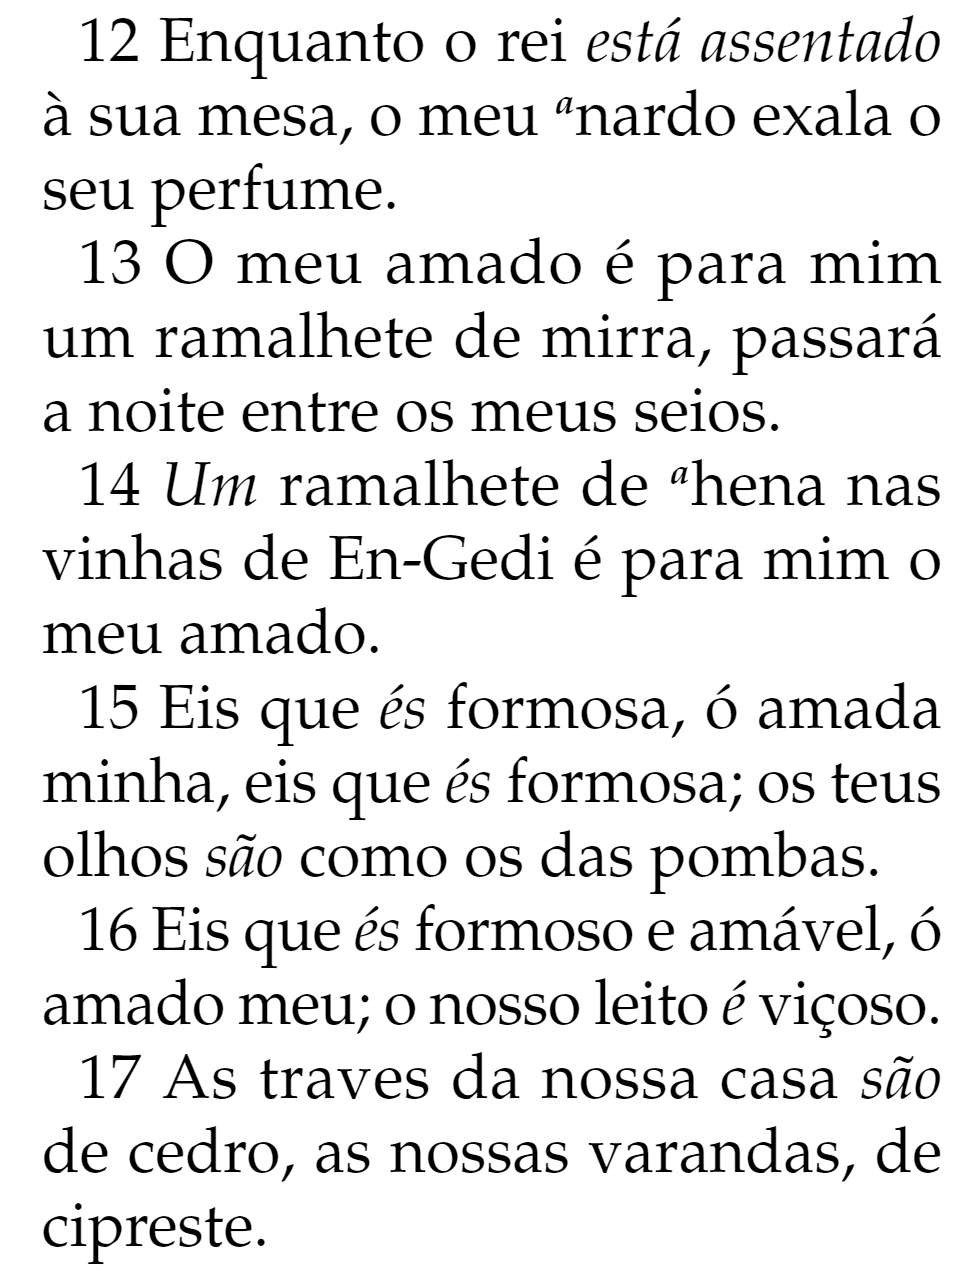 12 Enquanto o rei está assentado
à sua mesa, o meu ᵃnardo exala o
seu perfume.
13 O meu amado é para mim
um ramalhete de mirra, passará
a noite entre os meus seios.
14 Um ramalhete de ᵃhena nas
vinhas de En-Gedi é para mim o
meu amado.
15 Eis que és formosa, ó amada
minha, eis que és formosa; os teus
olhos são como os das pombas.
16 Eis que és formoso e amável, ó
amado meu; o nosso leito é viçoso.
17 As traves da nossa casa são
de cedro, as nossas varandas, de
cipreste.